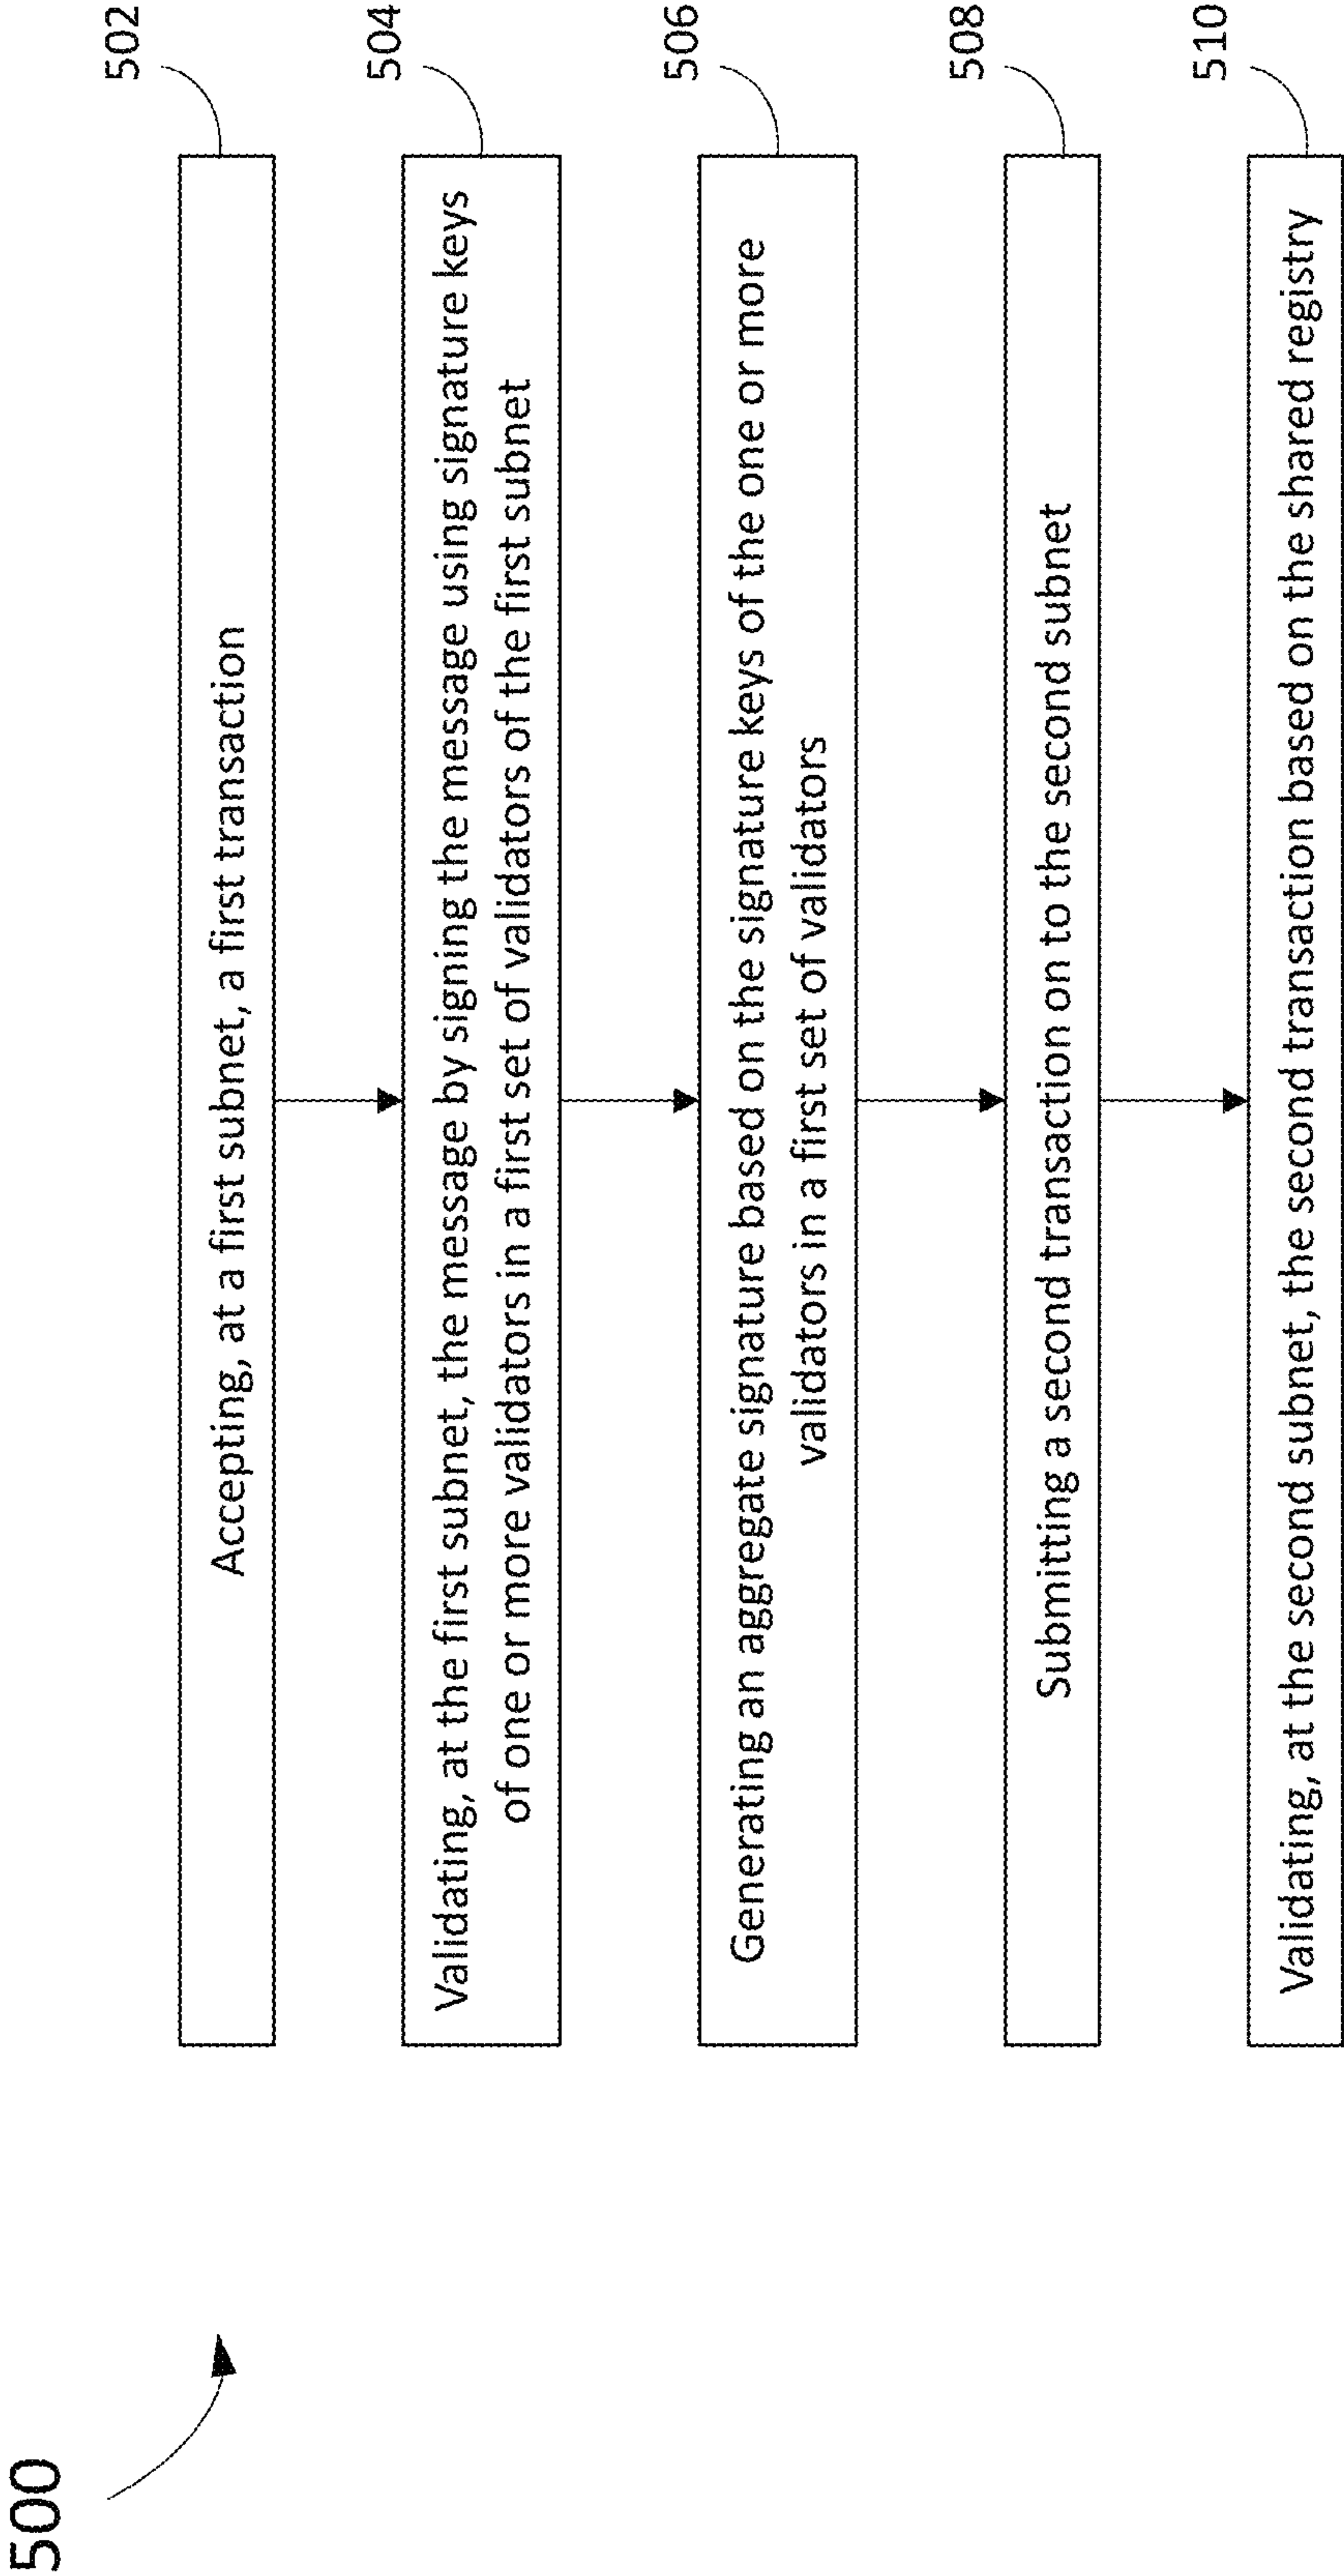 500
502
Accepting, at a first subnet, a first transaction
504
Validating, at the first subnet, the message by signing the message using signature keys
of one or more validators in a first set of validators of the first subnet
506
Generating an aggregate signature based on the signature keys of the one or more
validators in a first set of validators
508
Submitting a second transaction on to the second subnet
510
Validating, at the second subnet, the second transaction based on the shared registry